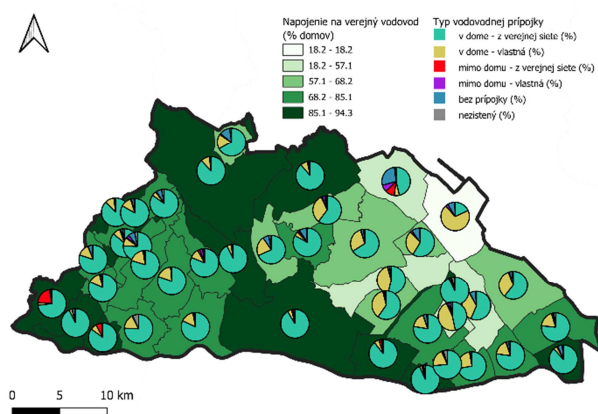 Napojenie na verejný vodovod
(% domov)
18.2 - 18.2
18.2 - 57.1
57.1 - 68.2
68.2 - 85.1
85.1 - 94.3
Typ vodovodnej prípojky
v dome - z verejnej siete (%)
v dome - vlastná (%)
mimo domu - z verejnej siete (%)
mimo domu - vlastná (%)
bez prípojky (%)
nezistený (%)
0 5 10 km